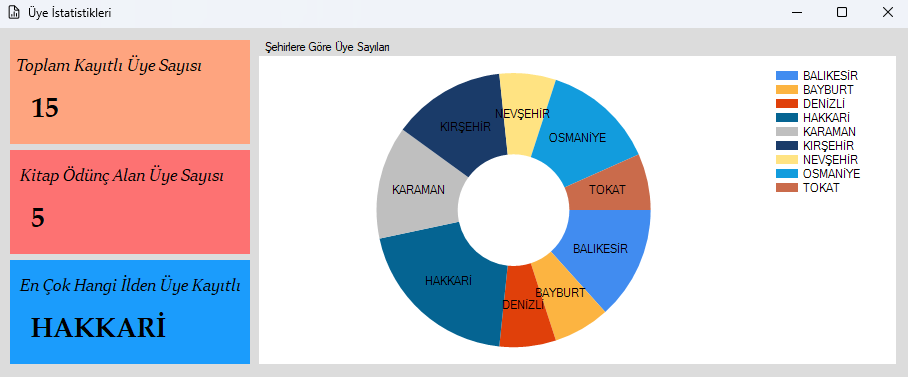 Üye İstatistikleri
Toplam Kayıtlı Üye Sayısı
15
Kitap Ödünç Alan Üye Sayısı
5
En Çok Hangi İlden Üye Kayıtlı
HAKKARİ
Şehirlere Göre Üye Sayıları
NEVŞEHİR
KIRŞEHİR
OSMANİYE
KARAMAN
TOKAT
BALIKESİR
HAKKARİ
BAYBURT
DENİZLİ
BALIKESİR
BAYBURT
DENİZLİ
HAKKARİ
KARAMAN
KIRŞEHİR
NEVŞEHİR
OSMANİYE
TOKAT